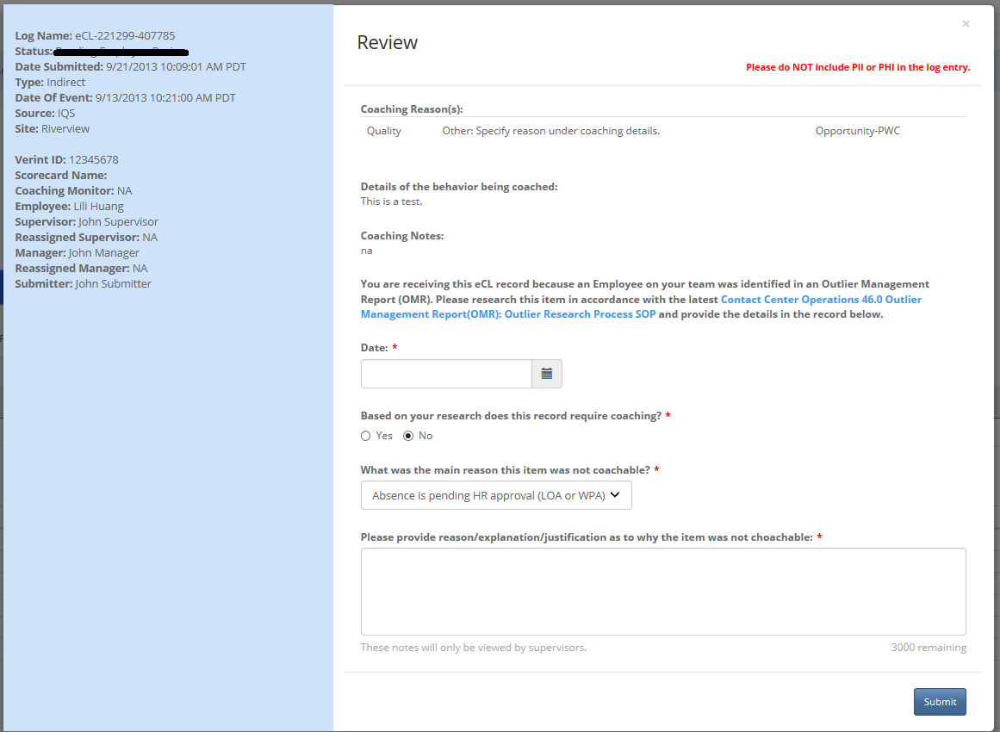 Log Name: eCL-221299-407785
Status:
Date Submitted: 9/21/2013 10:09:01 AM PDT
Type: Indirect
Date Of Event: 9/13/2013 10:21:00 AM PDT
Source: IQS
Site: Riverview
Verint ID: 12345678
Scorecard Name:
Coaching Monitor: NA
Employee: Lili Huang
Supervisor: John Supervisor
Reassigned Supervisor: NA
Manager: John Manager
Reassigned Manager: NA
Submitter: John Submitter
×
Review
Please do NOT include PII or PHI in the log entry.
Coaching Reason(s):
Quality Other: Specify reason under coaching details. Opportunity-PWC
Details of the behavior being coached:
This is a test.
Coaching Notes:
na
You are receiving this eCL record because an Employee on your team was identified in an Outlier Management
Report (OMR). Please research this item in accordance with the latest Contact Center Operations 46.0 Outlier
Management Report(OMR): Outlier Research Process SOP and provide the details in the record below.
Date: *
Based on your research does this record require coaching? *
Yes No
What was the main reason this item was not coachable? *
Absence is pending HR approval (LOA or WPA)
Please provide reason/explanation/justification as to why the item was not choachable: *
These notes will only be viewed by supervisors. 3000 remaining
Submit